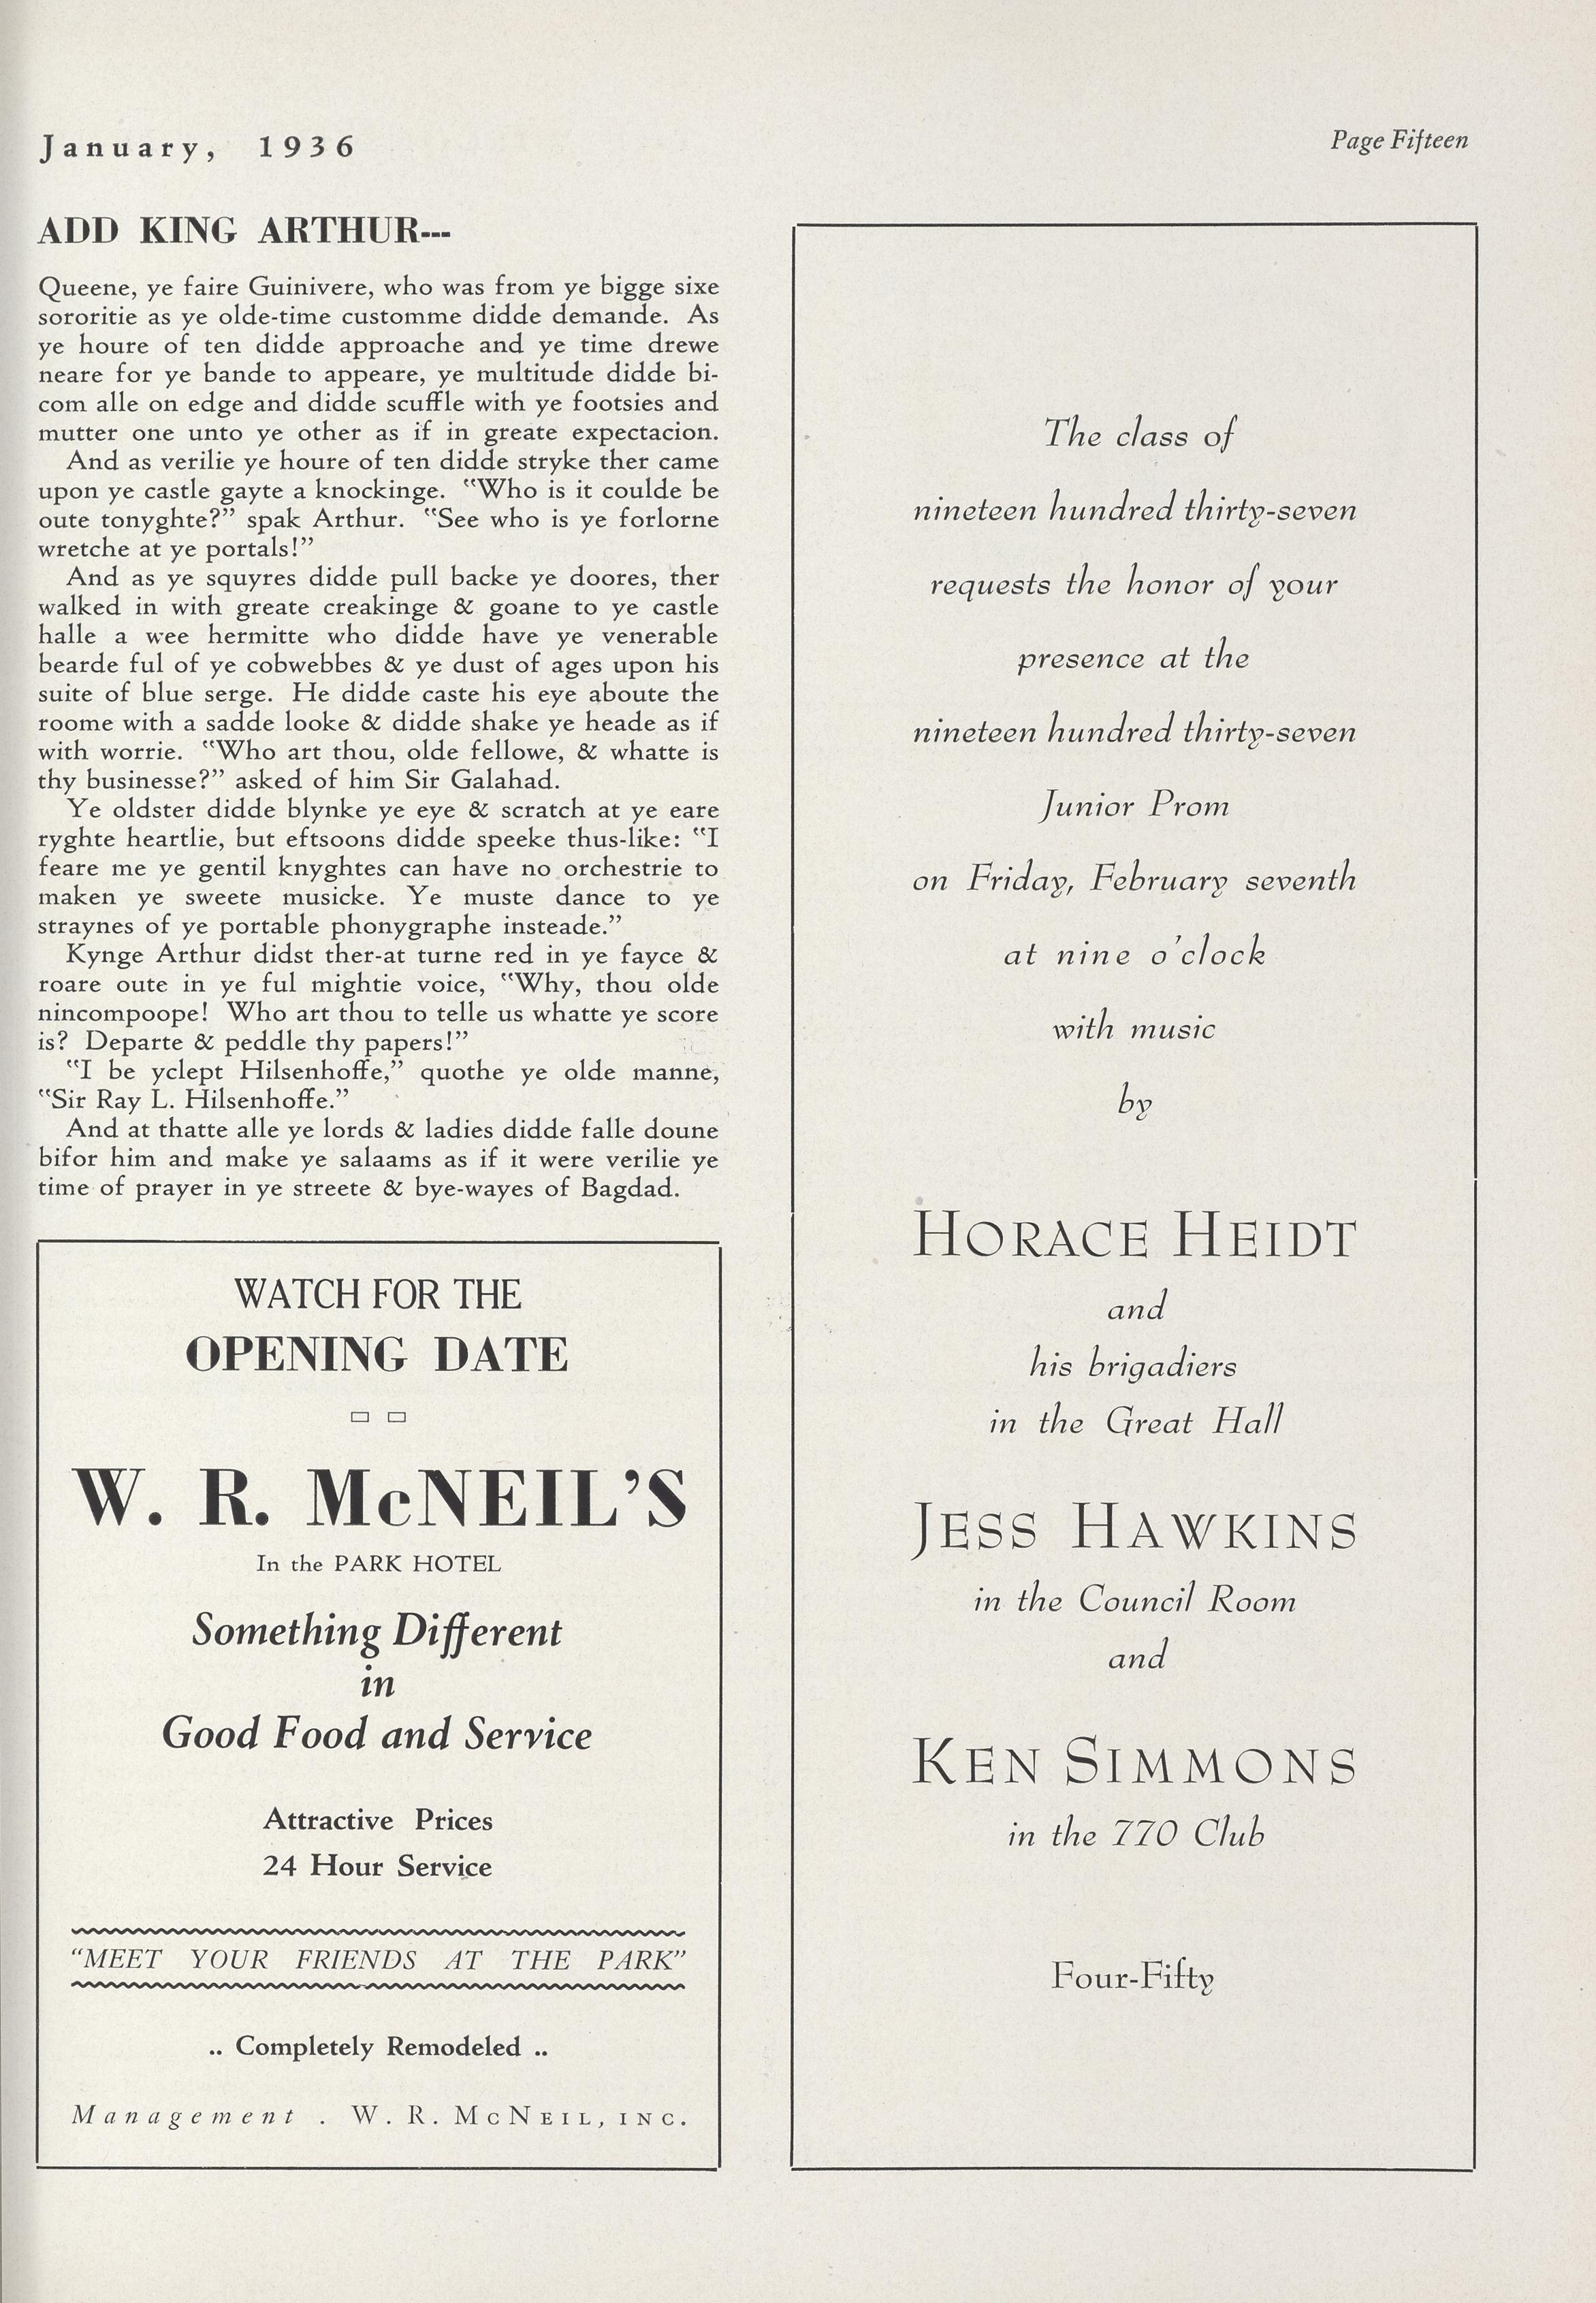 January, 1936
Page Fifteen
ADD KING ARTHUR---
Queene, ye faire Guinivere, who was from ye bigge sixe
sororitie as ye olde-time customme didde demande. As
ye houre of ten didde approache and ye time drewe
neare for ye bande to appeare, ye multitude didde bi-
com alle on edge and didde scuffle with ye footsies and
mutter one unto ye other as if in greate expectacion.
And as verilie ye houre of ten didde stryke ther came
upon ye castle gayte a knockinge. "Who is it coulde be
oute tonyghte?" spak Arthur. "See who is ye forlorne
wretche at ye portals!"
And as ye squyres didde pull backe ye doores, ther
walked in with greate creakinge & goane to ye castle
halle a wee hermitte who didde have ye venerable
bearde ful of ye cobwebbes & ye dust of ages upon his
suite of blue serge. He didde caste his eye aboute the
roome with a sadde looke & didde shake ye heade as if
with worrie. "Who art thou, olde fellowe, & whatte is
thy businesse?" asked of him Sir Galahad.
Ye oldster didde blynke ye eye & scratch at ye eare
ryghte heartlie, but eftsoons didde speeke thus-like: "I
feare me ye gentil knyghtes can have no orchestrie to
maken ye sweete musicke. Ye muste dance to ye
straynes of ye portable phonygraphe insteade."
Kynge Arthur didst ther-at turne red in ye fayce &
roare oute in ye ful mightie voice, "Why, thou olde
nincompoope! Who art thou to telle us whatte ye score
is? Departe & peddle thy papers!"
"I be yclept Hilsenhoffe," quothe ye olde manne,
"Sir Ray L. Hilsenhoffe."
And at thatte alle ye lords & ladies didde falle doune
bifor him and make ye salaams as if it were verilie ye
time of prayer in ye streete & bye-wayes of Bagdad.
WATCH FOR THE
OPENING DATE
W. R. McNEIL'S
In the PARK HOTEL
Something Different
in
Good Food and Service
Attractive Prices
24 Hour Service
"MEET YOUR FRIENDS AT THE PARK"
.. Completely Remodeled ..
Management . W. R. McNEIL, INC.
The class of
nineteen hundred thirty-seven
requests the honor of your
presence at the
nineteen hundred thirty-seven
Junior Prom
on Friday, February seventh
at nine o'clock
with music
by
HORACE HEIDT
and
his brigadiers
in the Great Hall
JESS HAWKINS
in the Council Room
and
KEN SIMMONS
in the 770 Club
Four-Fifty